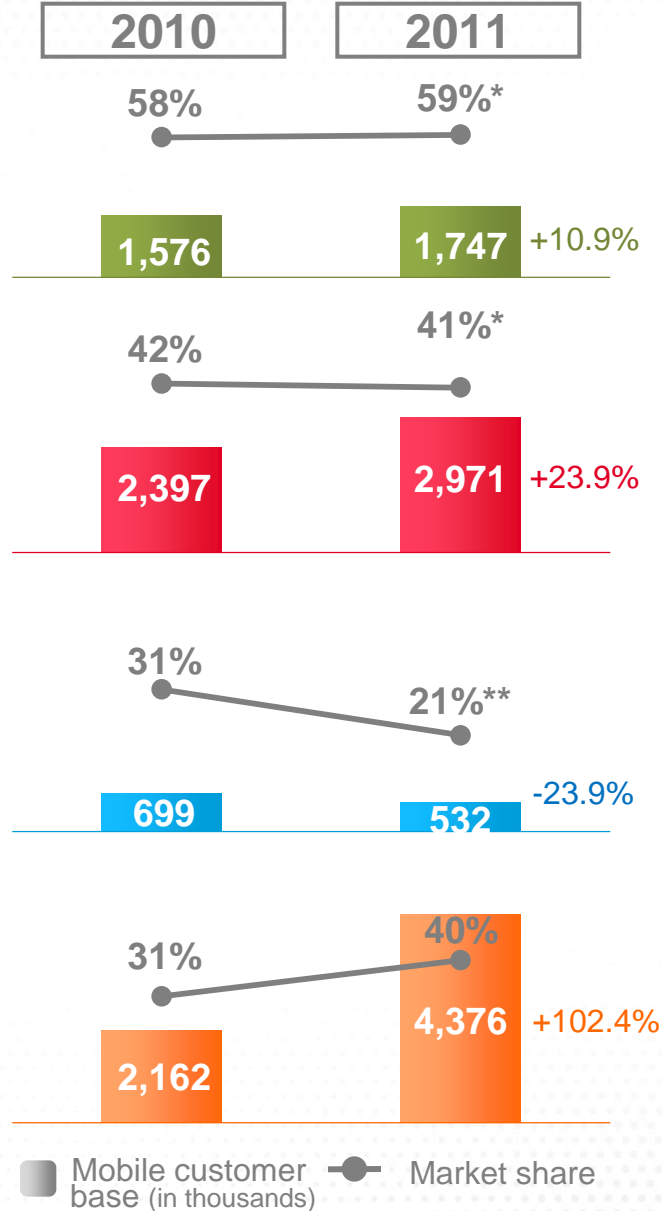 2010 2011
58% 59%*
1,576 1,747 +10.9%
42% 41%*
2,397 2,971 +23.9%
31% 21%**
699 532 -23.9%
31% 40%
2,162 4,376 +102.4%
Mobile customer Market share
base (in thousands)